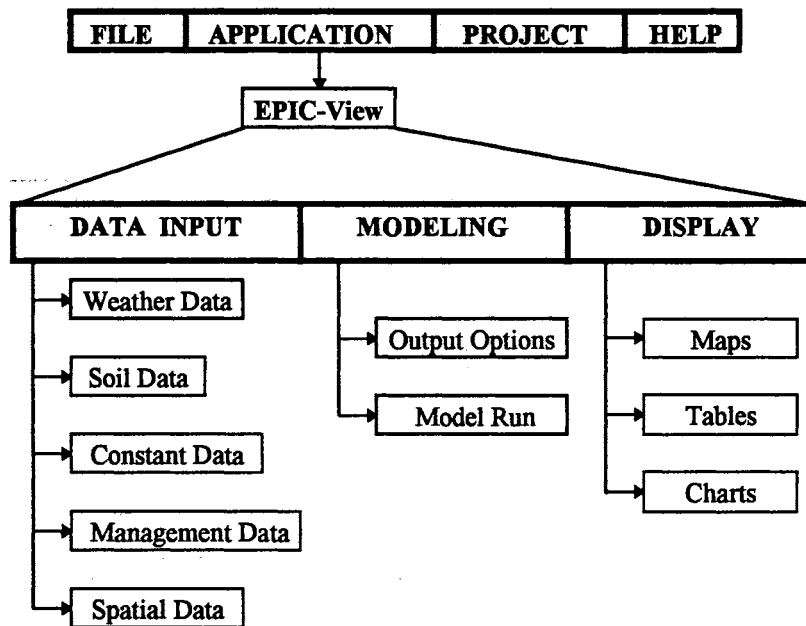 FILE APPLICATION PROJECT HELP
EPIC-View
DATA INPUT MODELING DISPLAY
Weather Data
Soil Data
Constant Data
Management Data
Spatial Data
Output Options
Model Run
Maps
Tables
Charts